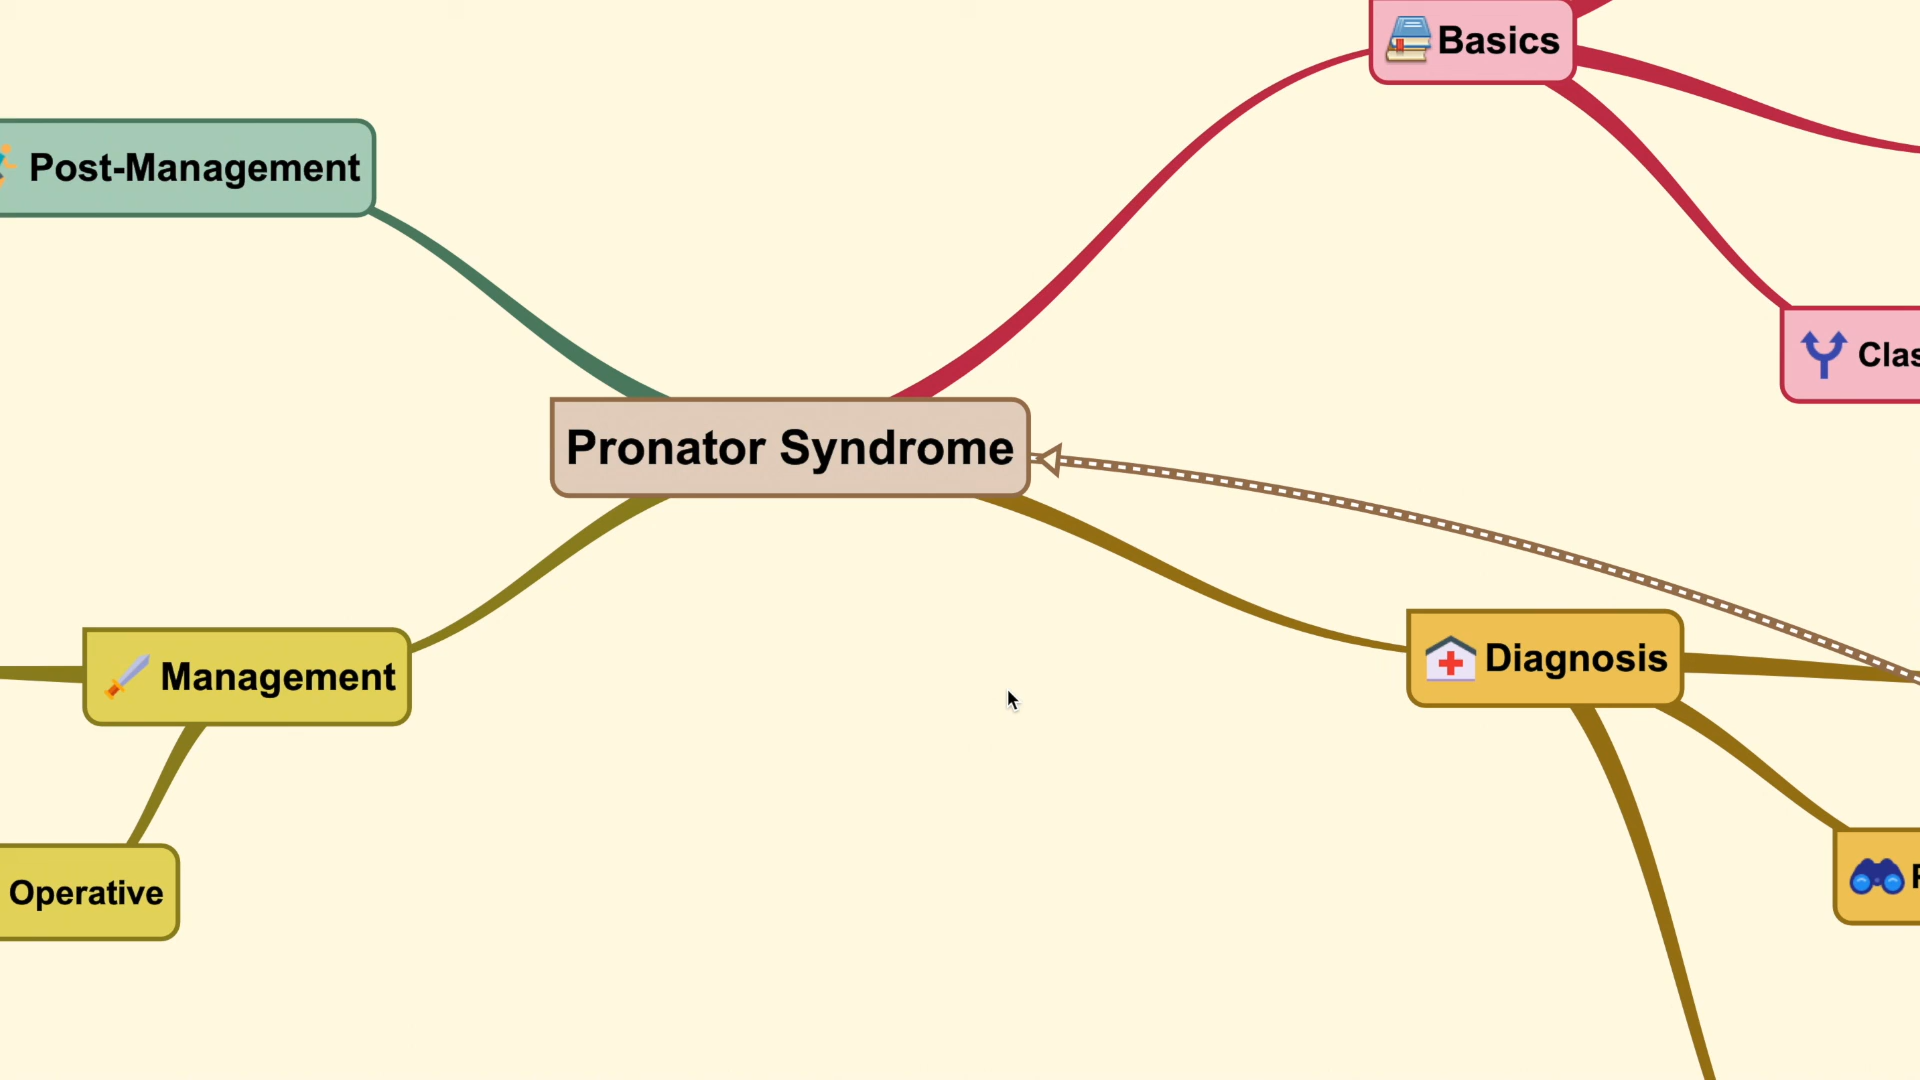 Basics
Post-Management
Clas
Pronator Syndrome
Diagnosis
Management
Operative